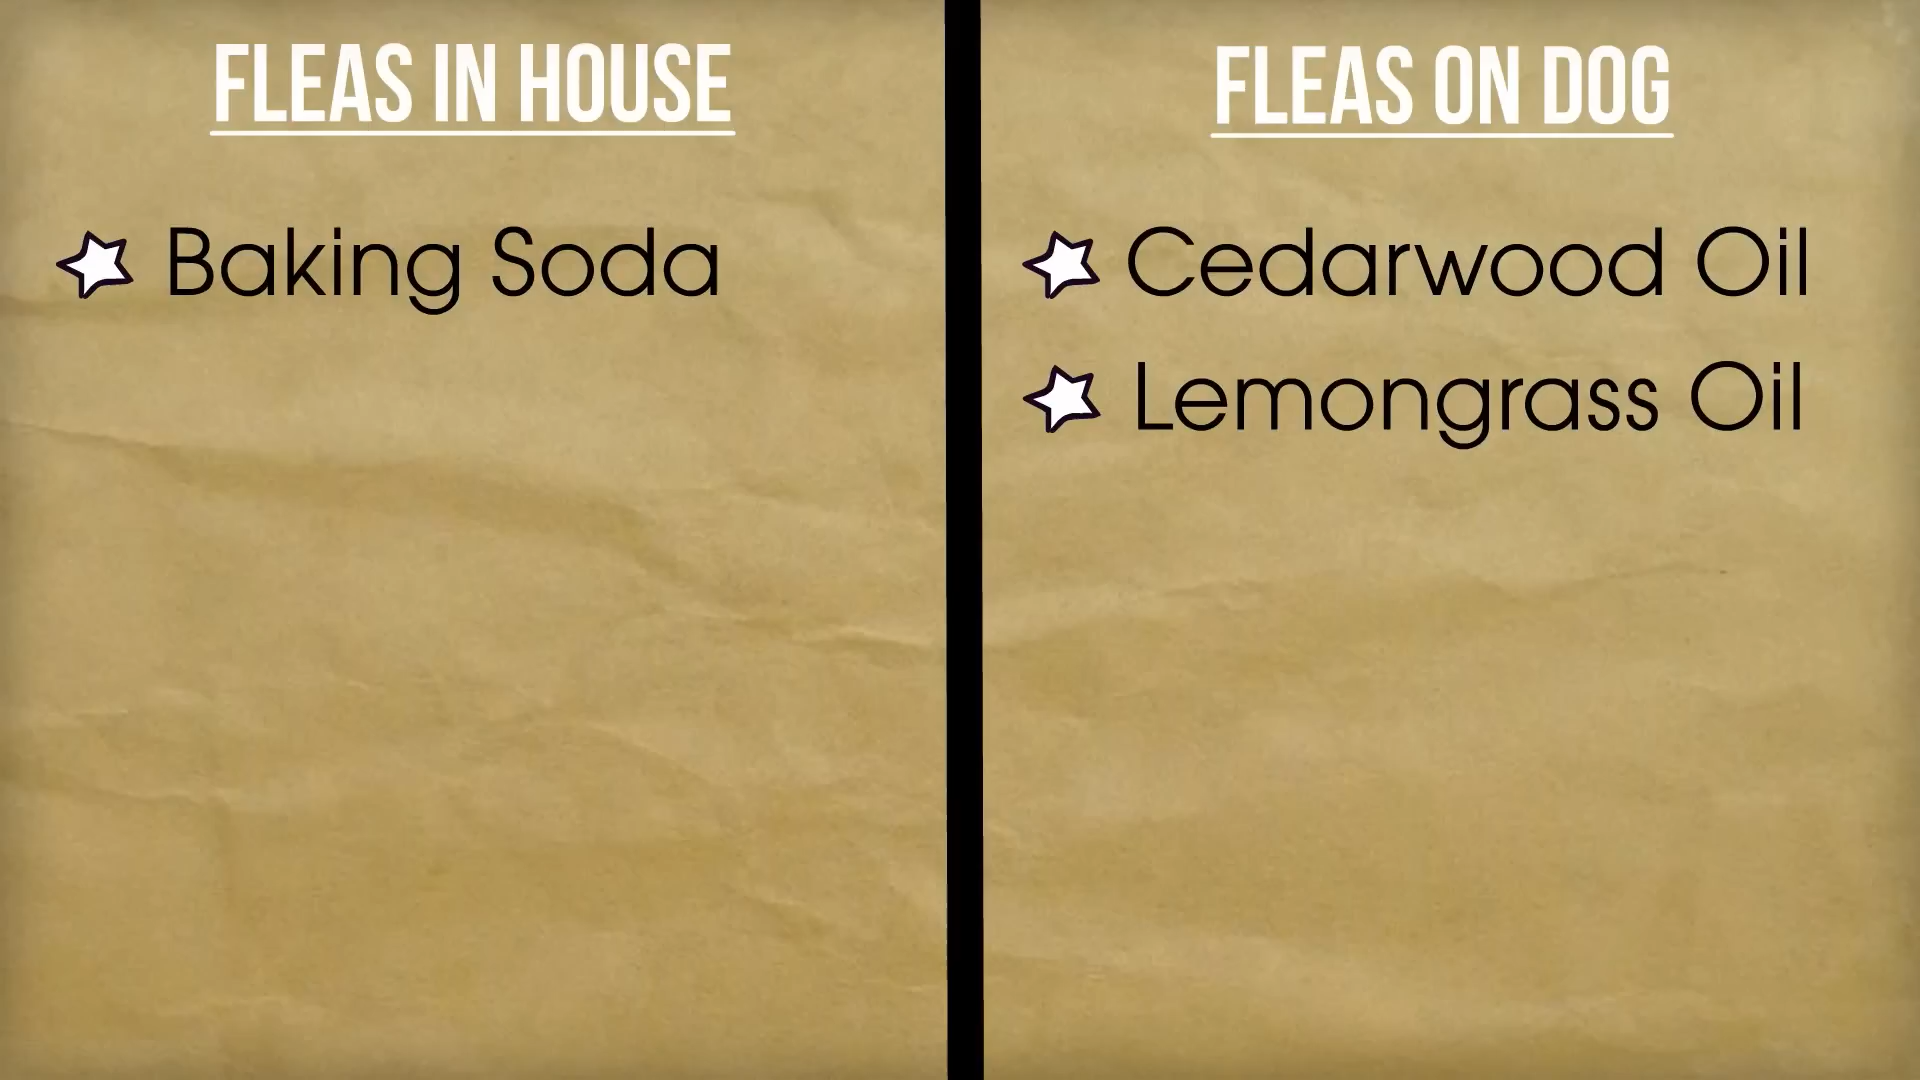 FLEAS IN HOUSE
Baking Soda
FLEAS ON DOG
Cedarwood Oil
Lemongrass Oil